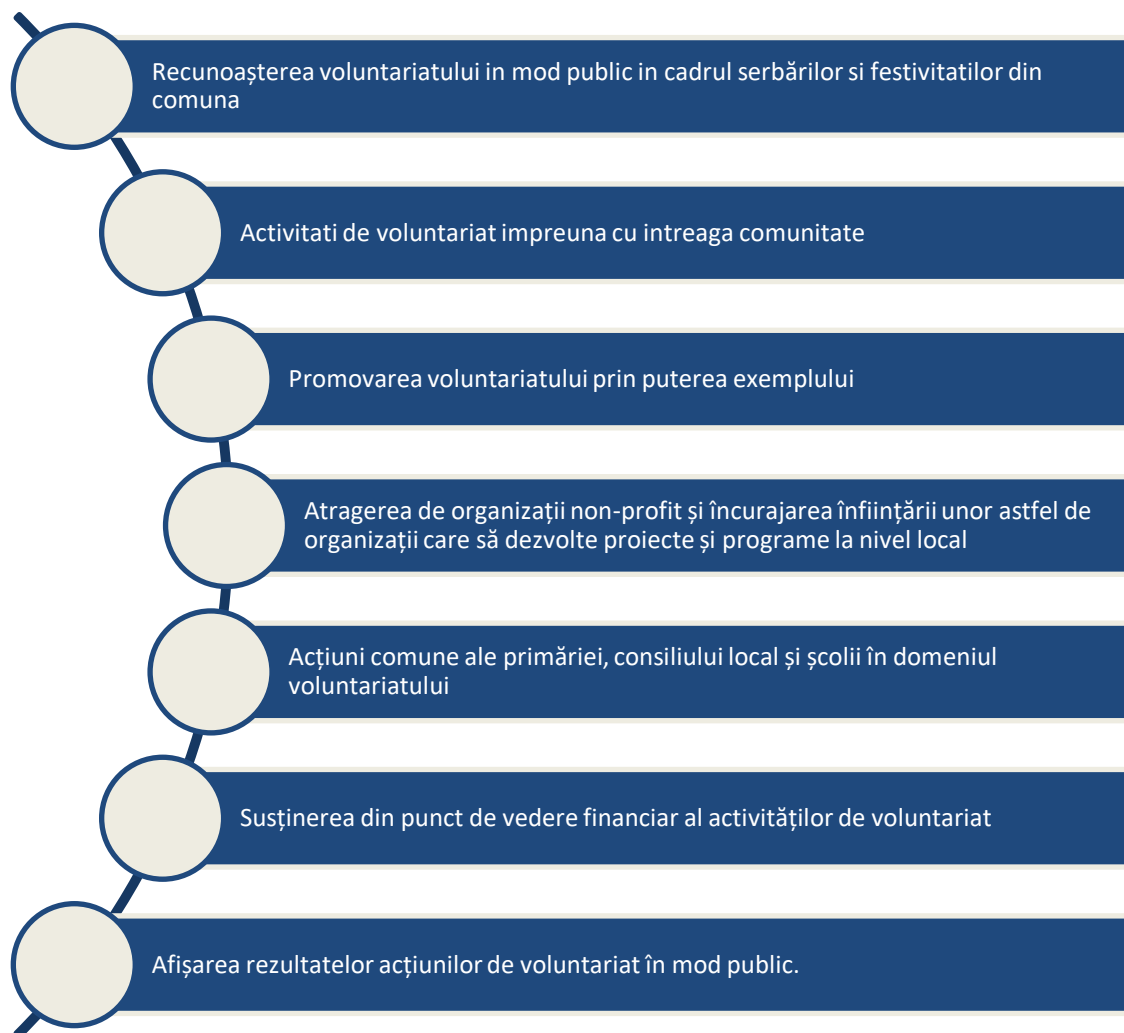 Recunoașterea voluntariatului in mod public in cadrul serbărilor si festivitatilor din
comuna
Activitati de voluntariat impreuna cu intreaga comunitate
Promovarea voluntariatului prin puterea exemplului
Atragerea de organizații non-profit și încurajarea înființării unor astfel de
organizații care să dezvolte proiecte și programe la nivel local
Acțiuni comune ale primăriei, consiliului local și școlii în domeniul
voluntariatului
Susținerea din punct de vedere financiar al activităților de voluntariat
Afișarea rezultatelor acțiunilor de voluntariat în mod public.